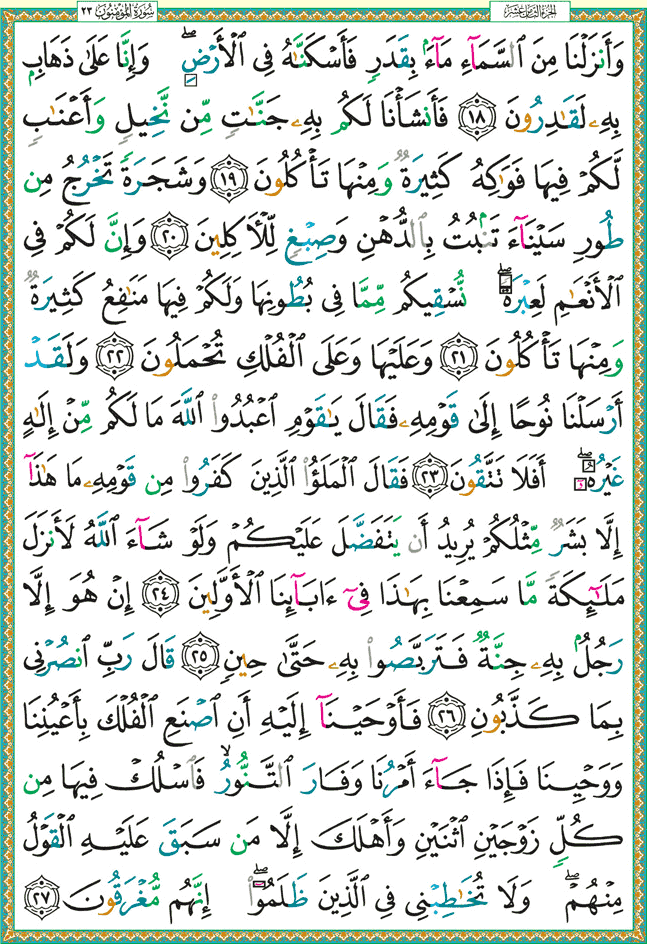 سورة المؤمنون ٢٣
الجزء الثامن عشر
وَأَنزَلْنَا مِنَ ٱلسَّمَآءِ مَآءًۢ بِقَدَرٍ فَأَسْكَنَّٰهُ فِى ٱلْأَرْضِ ۖ وَإِنَّا عَلَىٰ ذَهَابٍۭ
بِهِۦ لَقَٰدِرُونَ ١٨ فَأَنشَأْنَا لَكُم بِهِۦ جَنَّٰتٍ مِّن نَّخِيلٍ وَأَعْنَٰبٍ
لَّكُمْ فِيهَا فَوَٰكِهُ كَثِيرَةٌ وَمِنْهَا تَأْكُلُونَ ١٩ وَشَجَرَةً تَخْرُجُ مِن
طُورِ سَيْنَآءَ تَنۢبُتُ بِٱلدُّهْنِ وَصِبْغٍ لِّلْـَٔاكِلِينَ ٢٠ وَإِنَّ لَكُمْ فِى
ٱلْأَنْعَٰمِ لَعِبْرَةً ۖ نُّسْقِيكُم مِّمَّا فِى بُطُونِهَا وَلَكُمْ فِيهَا مَنَٰفِعُ كَثِيرَةٌ
وَمِنْهَا تَأْكُلُونَ ٢١ وَعَلَيْهَا وَعَلَى ٱلْفُلْكِ تُحْمَلُونَ ٢٢ وَلَقَدْ
أَرْسَلْنَا نُوحًا إِلَىٰ قَوْمِهِۦ فَقَالَ يَٰقَوْمِ ٱعْبُدُوا۟ ٱللَّهَ مَا لَكُم مِّنْ إِلَٰهٍ
غَيْرُهُۥٓ ۖ أَفَلَا تَتَّقُونَ ٢٣ فَقَالَ ٱلْمَلَؤُا۟ ٱلَّذِينَ كَفَرُوا۟ مِن قَوْمِهِۦ مَا هَٰذَآ
إِلَّا بَشَرٌ مِّثْلُكُمْ يُرِيدُ أَن يَتَفَضَّلَ عَلَيْكُمْ وَلَوْ شَآءَ ٱللَّهُ لَأَنزَلَ
مَلَٰٓئِكَةً مَّا سَمِعْنَا بِهَٰذَا فِىٓ ءَابَآئِنَا ٱلْأَوَّلِينَ ٢٤ إِنْ هُوَ إِلَّا
رَجُلٌۢ بِهِۦ جِنَّةٌ فَتَرَبَّصُوا۟ بِهِۦ حَتَّىٰ حِينٍ ٢٥ قَالَ رَبِّ ٱنصُرْنِى
بِمَا كَذَّبُونِ ٢٦ فَأَوْحَيْنَآ إِلَيْهِ أَنِ ٱصْنَعِ ٱلْفُلْكَ بِأَعْيُنِنَا
وَوَحْيِنَا فَإِذَا جَآءَ أَمْرُنَا وَفَارَ ٱلتَّنُّورُ ۙ فَٱسْلُكْ فِيهَا مِن
كُلٍّ زَوْجَيْنِ ٱثْنَيْنِ وَأَهْلَكَ إِلَّا مَن سَبَقَ عَلَيْهِ ٱلْقَوْلُ
مِنْهُمْ ۖ وَلَا تُخَٰطِبْنِى فِى ٱلَّذِينَ ظَلَمُوٓا۟ ۖ إِنَّهُم مُّغْرَقُونَ ٢٧